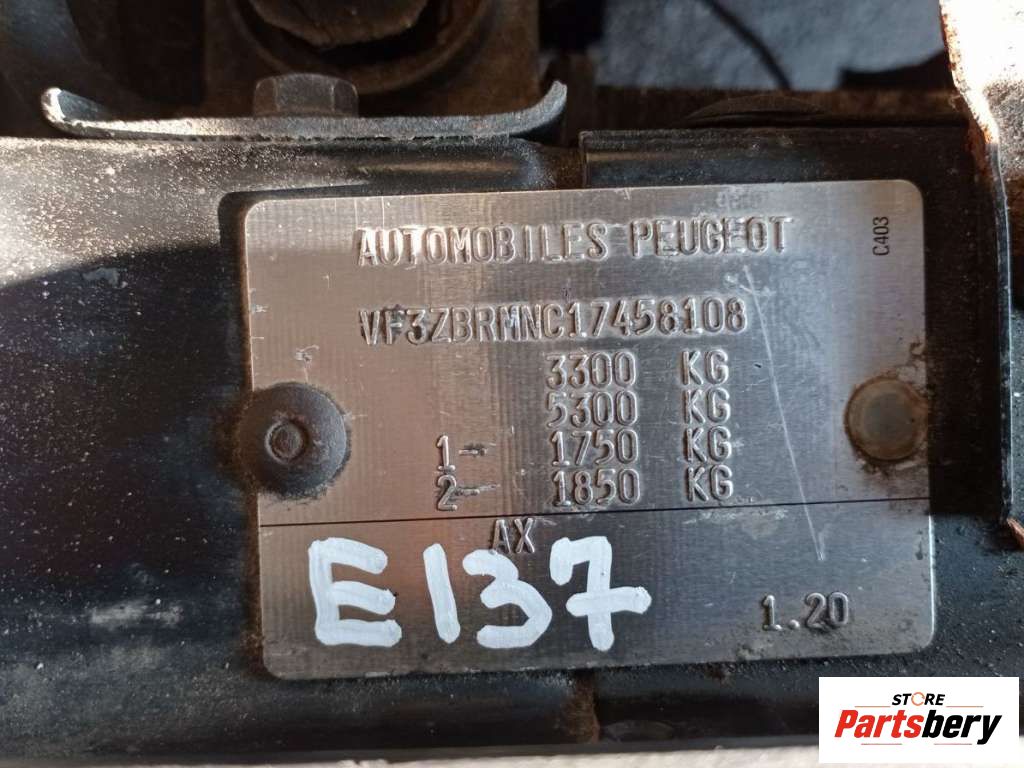 AUTOMOBILES PEUGEOT
C403
VF3ZBRMNC17458108
3300 KG
5300 KG
1- 1750 KG
2- 1850 KG
AX
E137
1.20
STORE
Partsbery